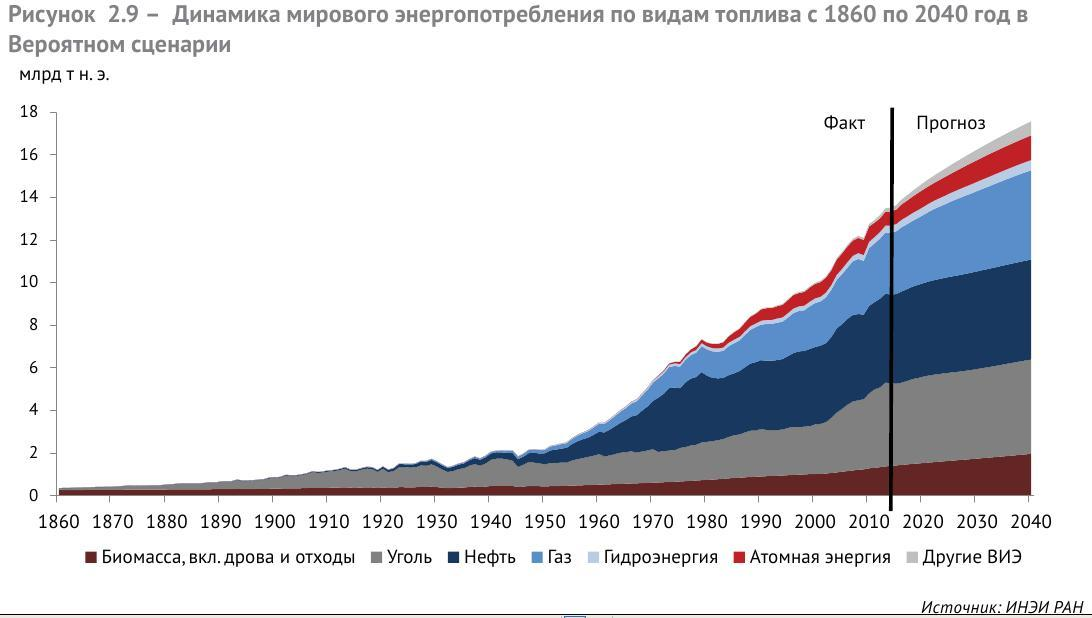 Рисунок 2.9 – Динамика мирового энергопотребления по видам топлива с 1860 по 2040 год в
Вероятном сценарии
млрд т н. э.
18
Факт
Прогноз
16
14
12
10
8
6
4
2
0
1860 1870 1880 1890 1900 1910 1920 1930 1940 1950 1960 1970 1980 1990 2000 2010 2020 2030 2040
Биомасса, вкл. дрова и отходы Уголь Нефть Газ Гидроэнергия Атомная энергия Другие ВИЭ
Источник: ИНЭИ РАН